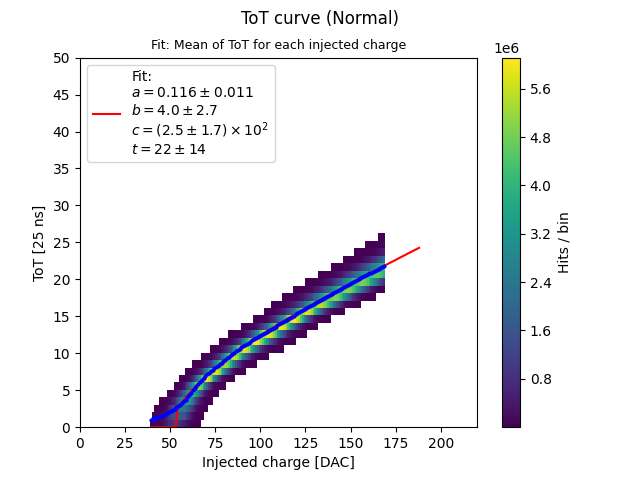 ToT curve (Normal)
Fit: Mean of ToT for each injected charge
1e6
Fit:
a = 0.116 ± 0.011
b = 4.0 ± 2.7
c = (2.5 ± 1.7) × 10²
t = 22 ± 14
50
45
40
35
30
25
20
15
10
5
0
ToT [25 ns]
0 25 50 75 100 125 150 175 200
Injected charge [DAC]
5.6
4.8
4.0
3.2
2.4
1.6
0.8
Hits / bin